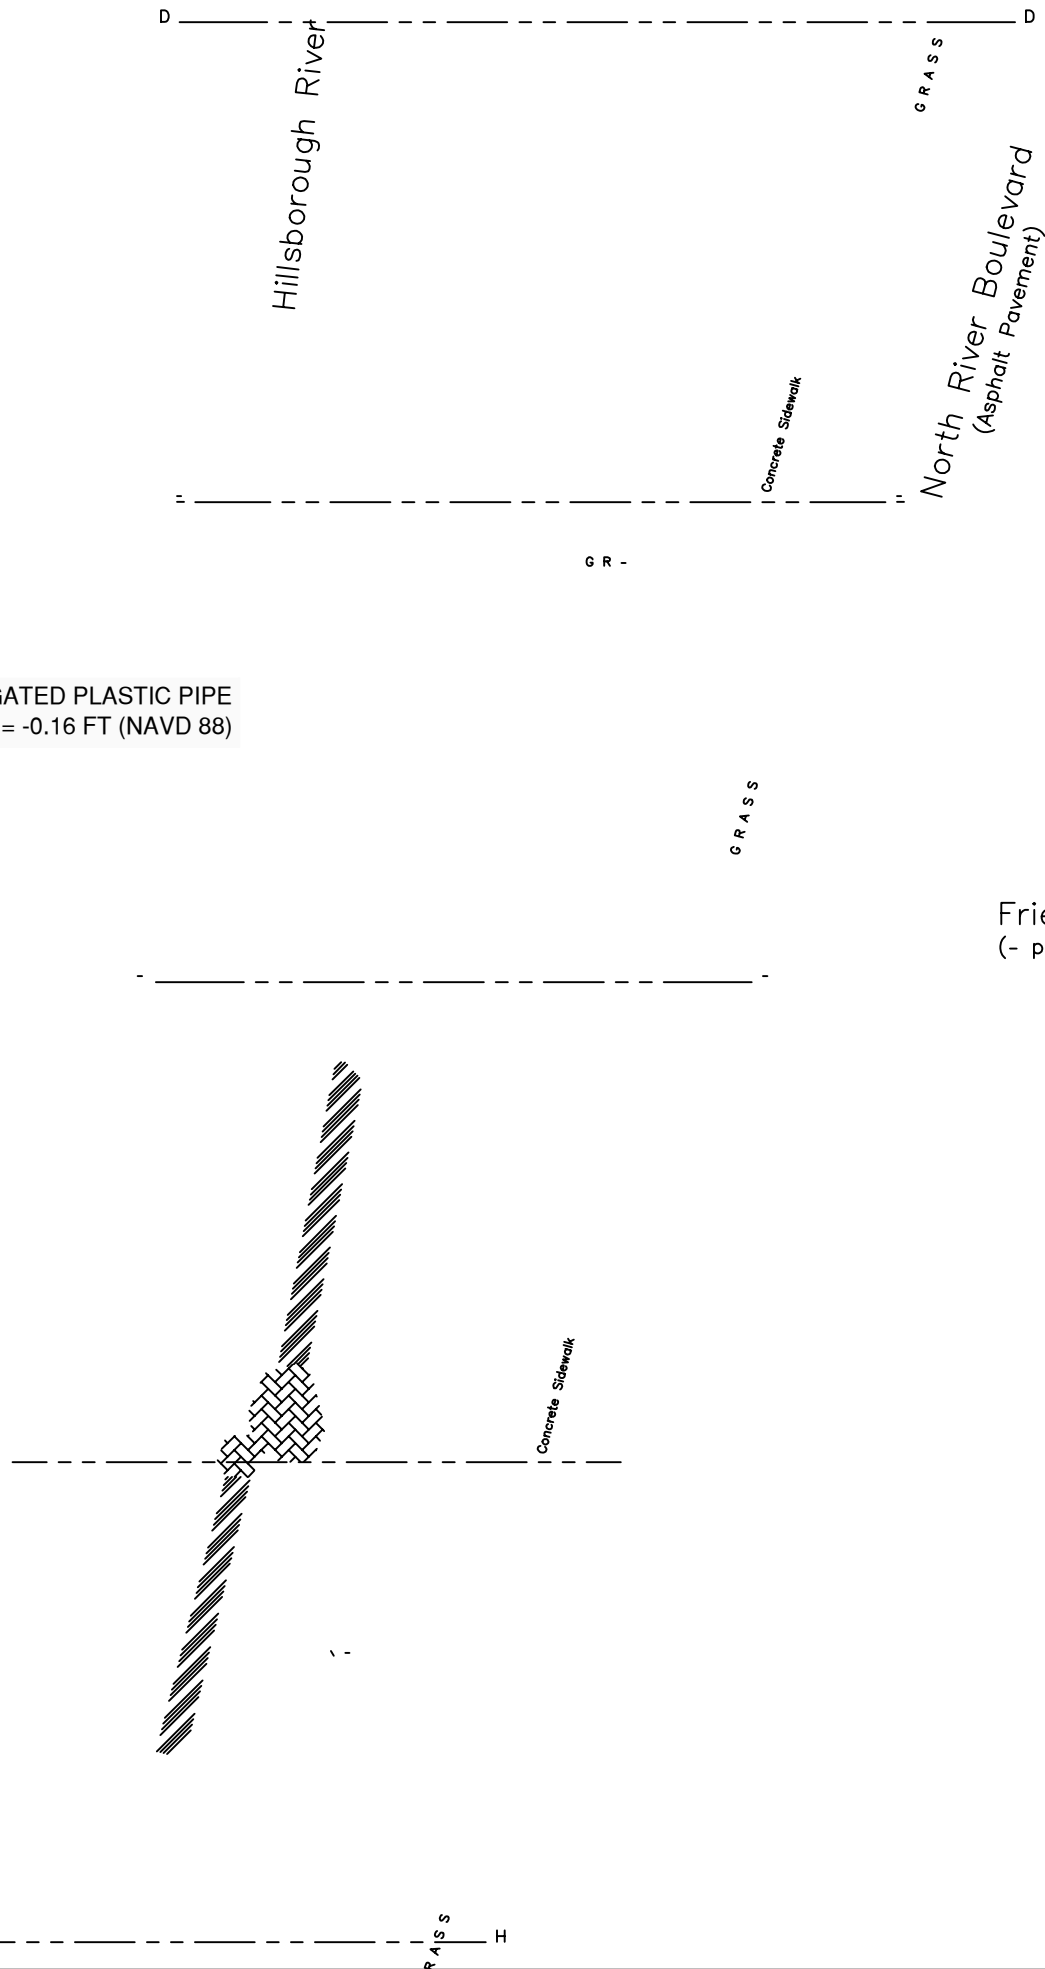 D D
Hillsborough River
GRASS
North River Boulevard
(Asphalt Pavement)
Concrete Sidewalk
GR-
GATED PLASTIC PIPE
= -0.16 FT (NAVD 88)
GRASS
Frie
(- p
- -
Concrete Sidewalk
H
RASS